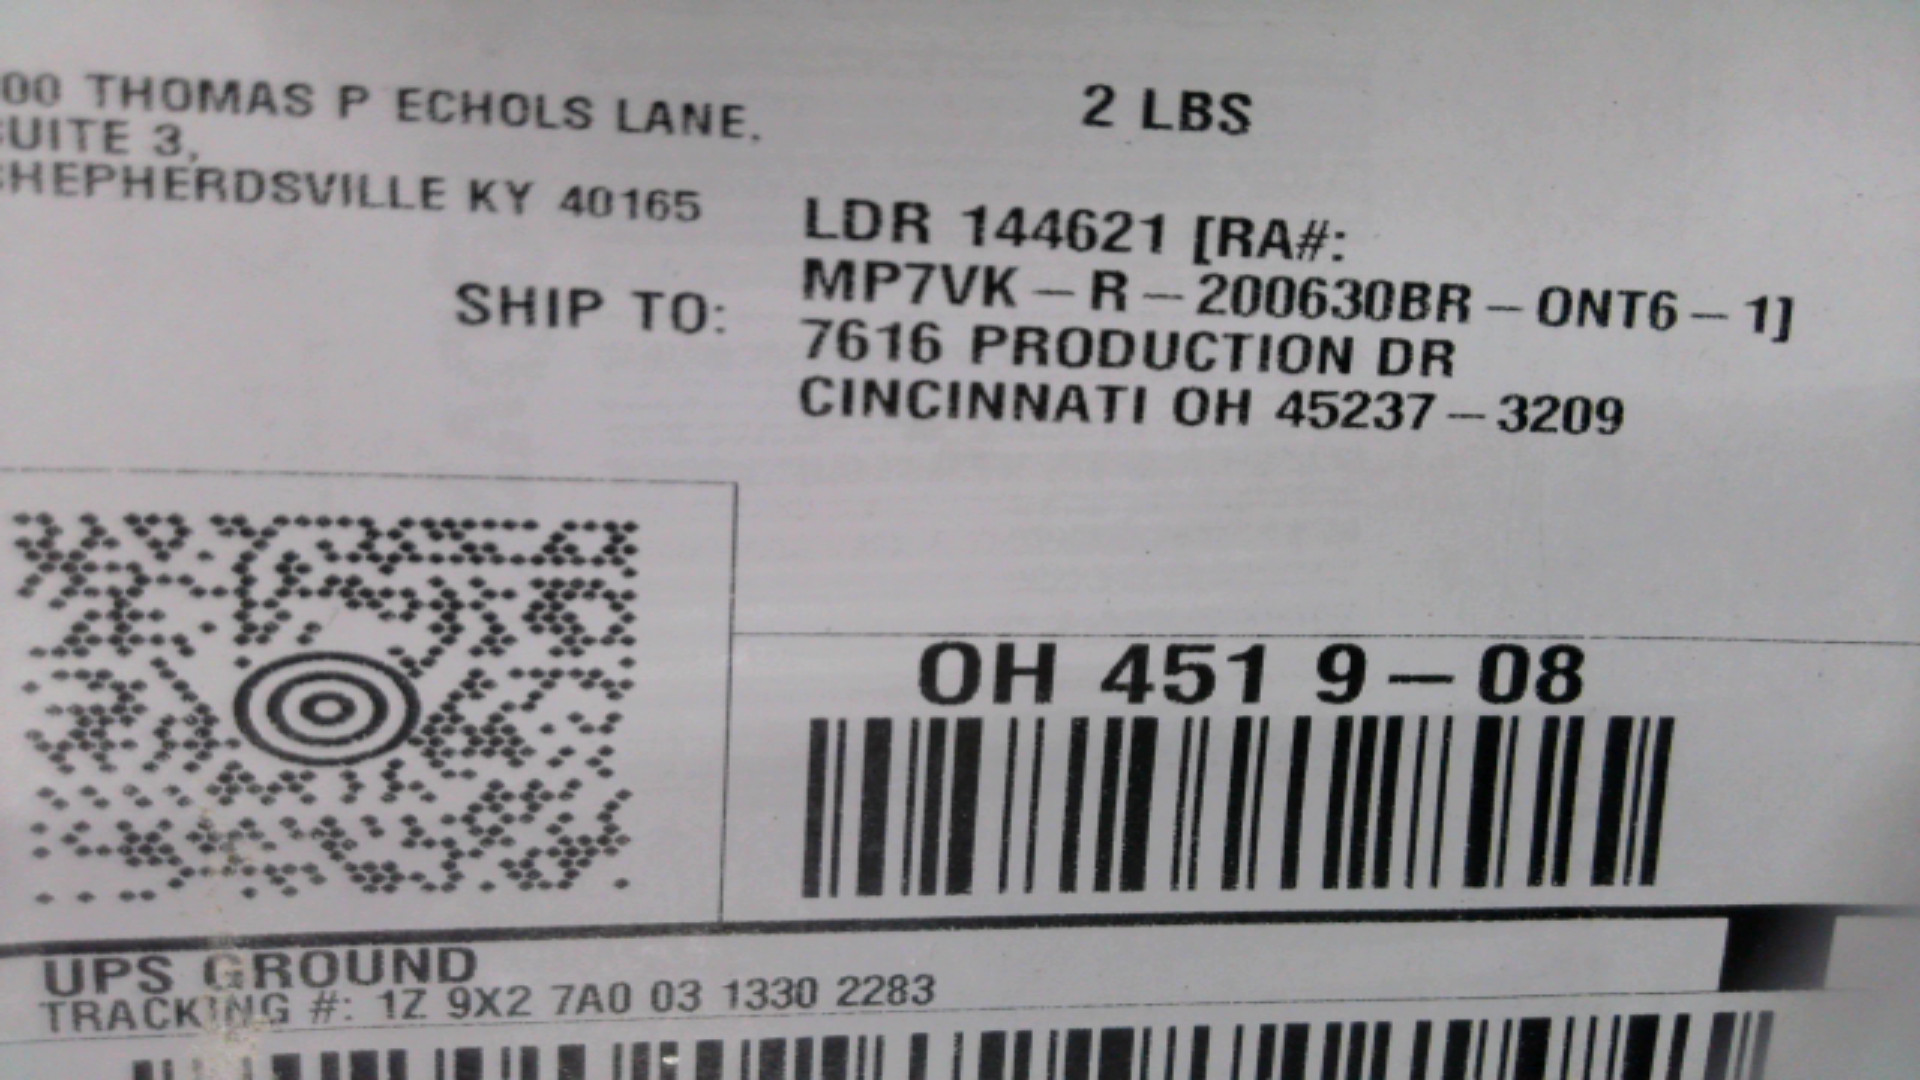 00 THOMAS P ECHOLS LANE,
SUITE 3,
SHEPHERDSVILLE KY 40165
2 LBS
SHIP TO:
LDR 144621 [RA#:
MP7VK-R-200630BR-ONT6-1]
7616 PRODUCTION DR
CINCINNATI OH 45237-3209
OH 451 9-08
UPS GROUND
TRACKING #: 1Z 9X2 7A0 03 1330 2283